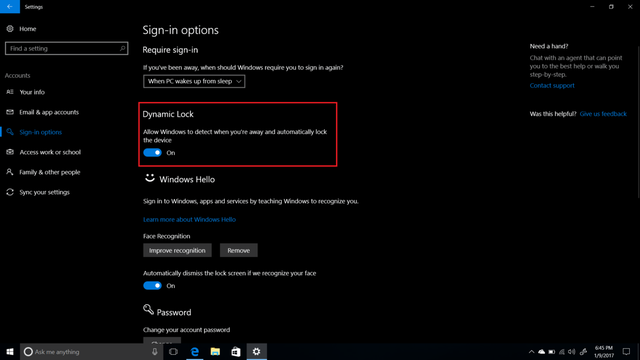 Settings
Home
Find a setting
Accounts
Your info
Email & app accounts
Sign-in options
Access work or school
Family & other people
Sync your settings
Sign-in options
Require sign-in
If you've been away, when should Windows require you to sign in again?
When PC wakes up from sleep
Dynamic Lock
Allow Windows to detect when you're away and automatically lock
the device
On
Windows Hello
Sign in to Windows, apps and services by teaching Windows to recognize you.
Learn more about Windows Hello
Face Recognition
Improve recognition
Remove
Automatically dismiss the lock screen if we recognize your face
On
Password
Change your account password
Change
Need a hand?
Chat with an agent that can point
you to the best help or walk you
step-by-step.
Contact support
Was this helpful? Give us feedback
Ask me anything
6:45 PM
1/9/2017